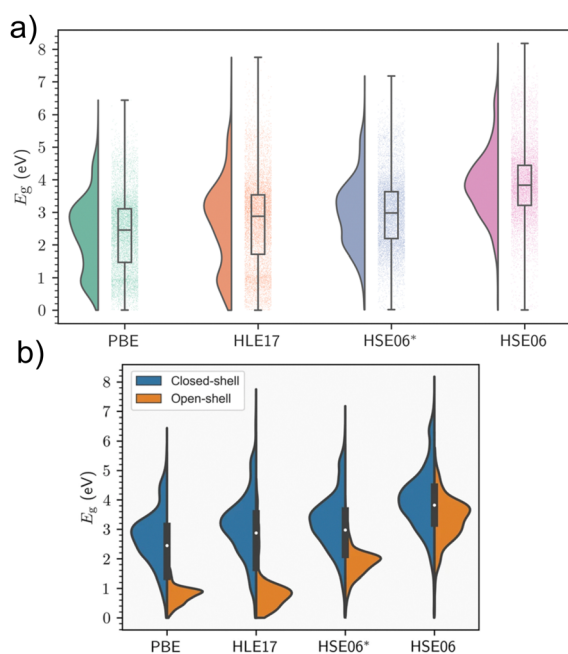 a)
E_g (eV)
8
7
6
5
4
3
2
1
0
PBE HLE17 HSE06* HSE06
b)
Closed-shell
Open-shell
E_g (eV)
8
7
6
5
4
3
2
1
0
PBE HLE17 HSE06* HSE06